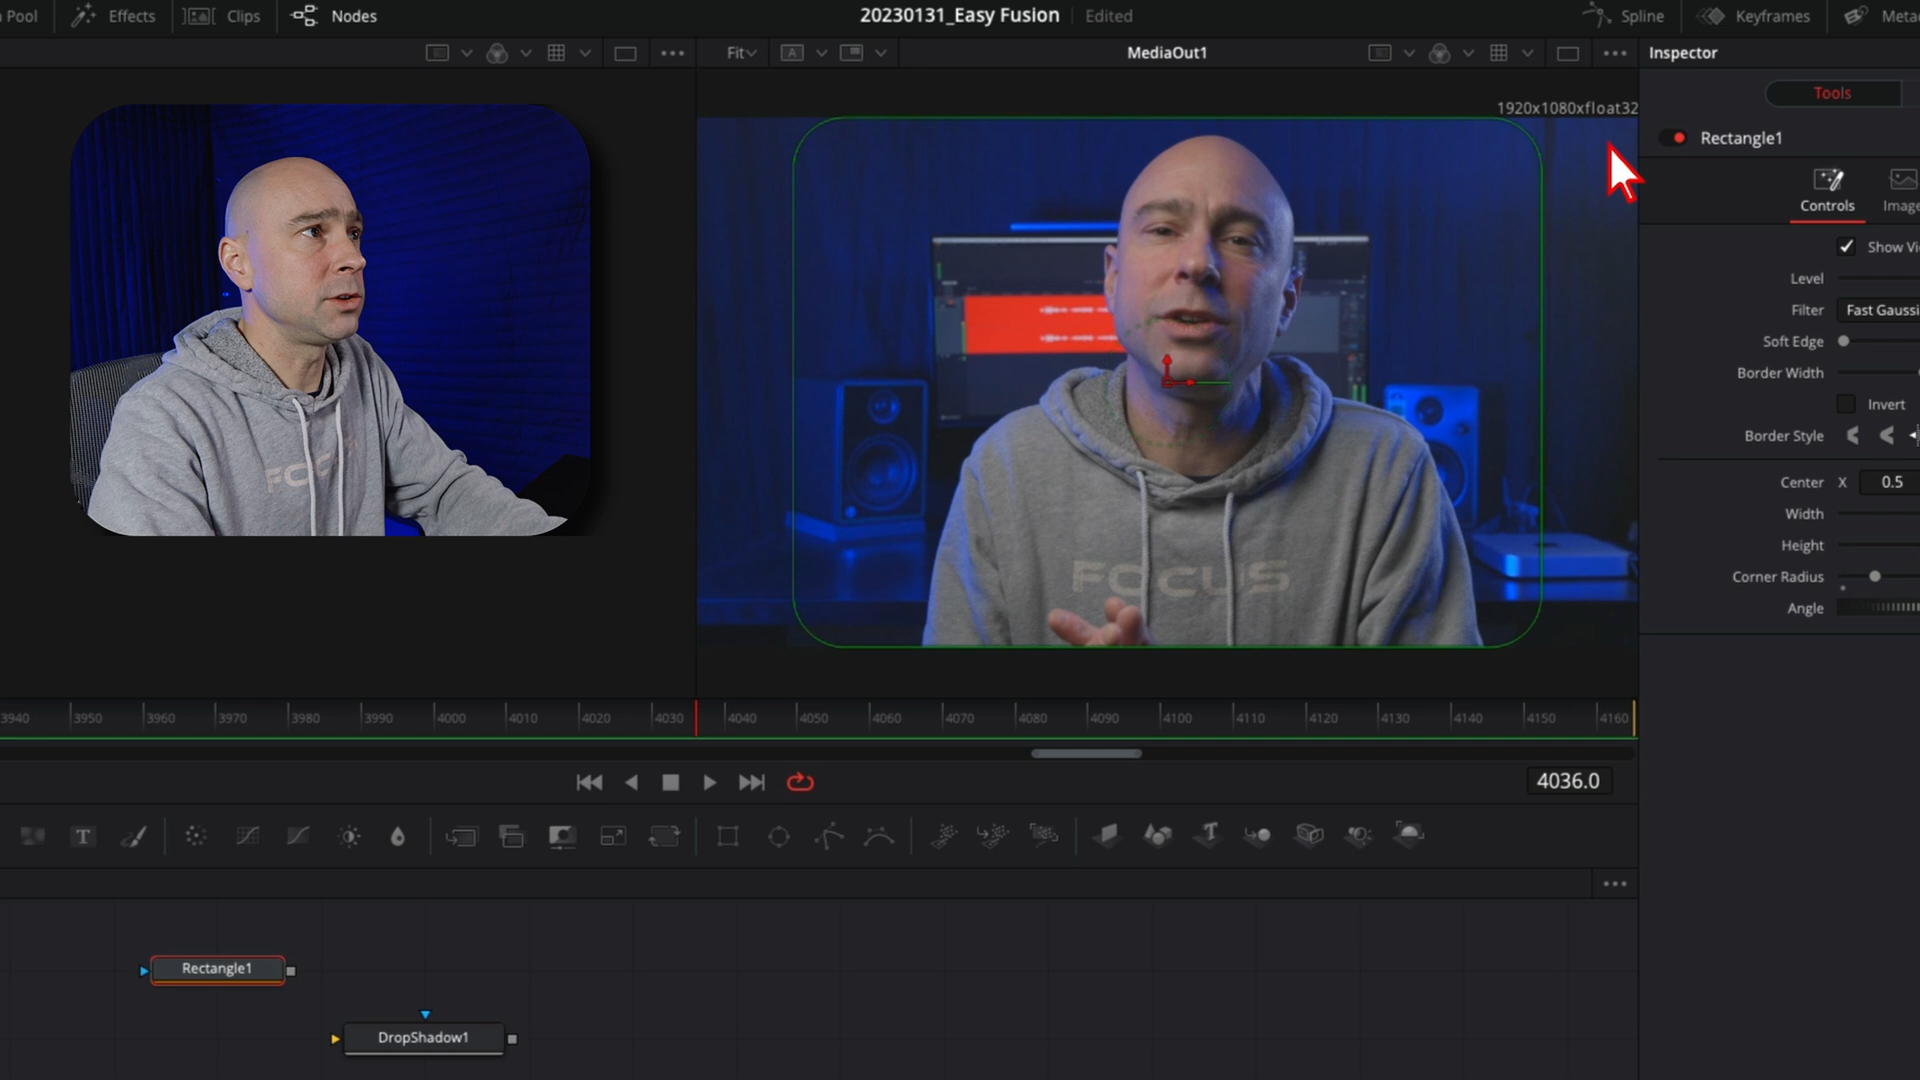 Pool Effects Clips Nodes 20230131_Easy Fusion Edited Spline Keyframes
Fit A MediaOut1 Inspector
1920x1080xfloat32
Tools
Rectangle1
Controls
Image
Show Vi
Level
Filter Fast Gaussi
Soft Edge
Border Width
Invert
Border Style
Center X 0.5
Width
Height
Corner Radius
Angle
FOCUS
3940 3950 3960 3970 3980 3990 4000 4010 4020 4030 4040 4050 4060 4070 4080 4090 4100 4110 4120 4130 4140 4150 4160
4036.0
T T
Rectangle1
DropShadow1